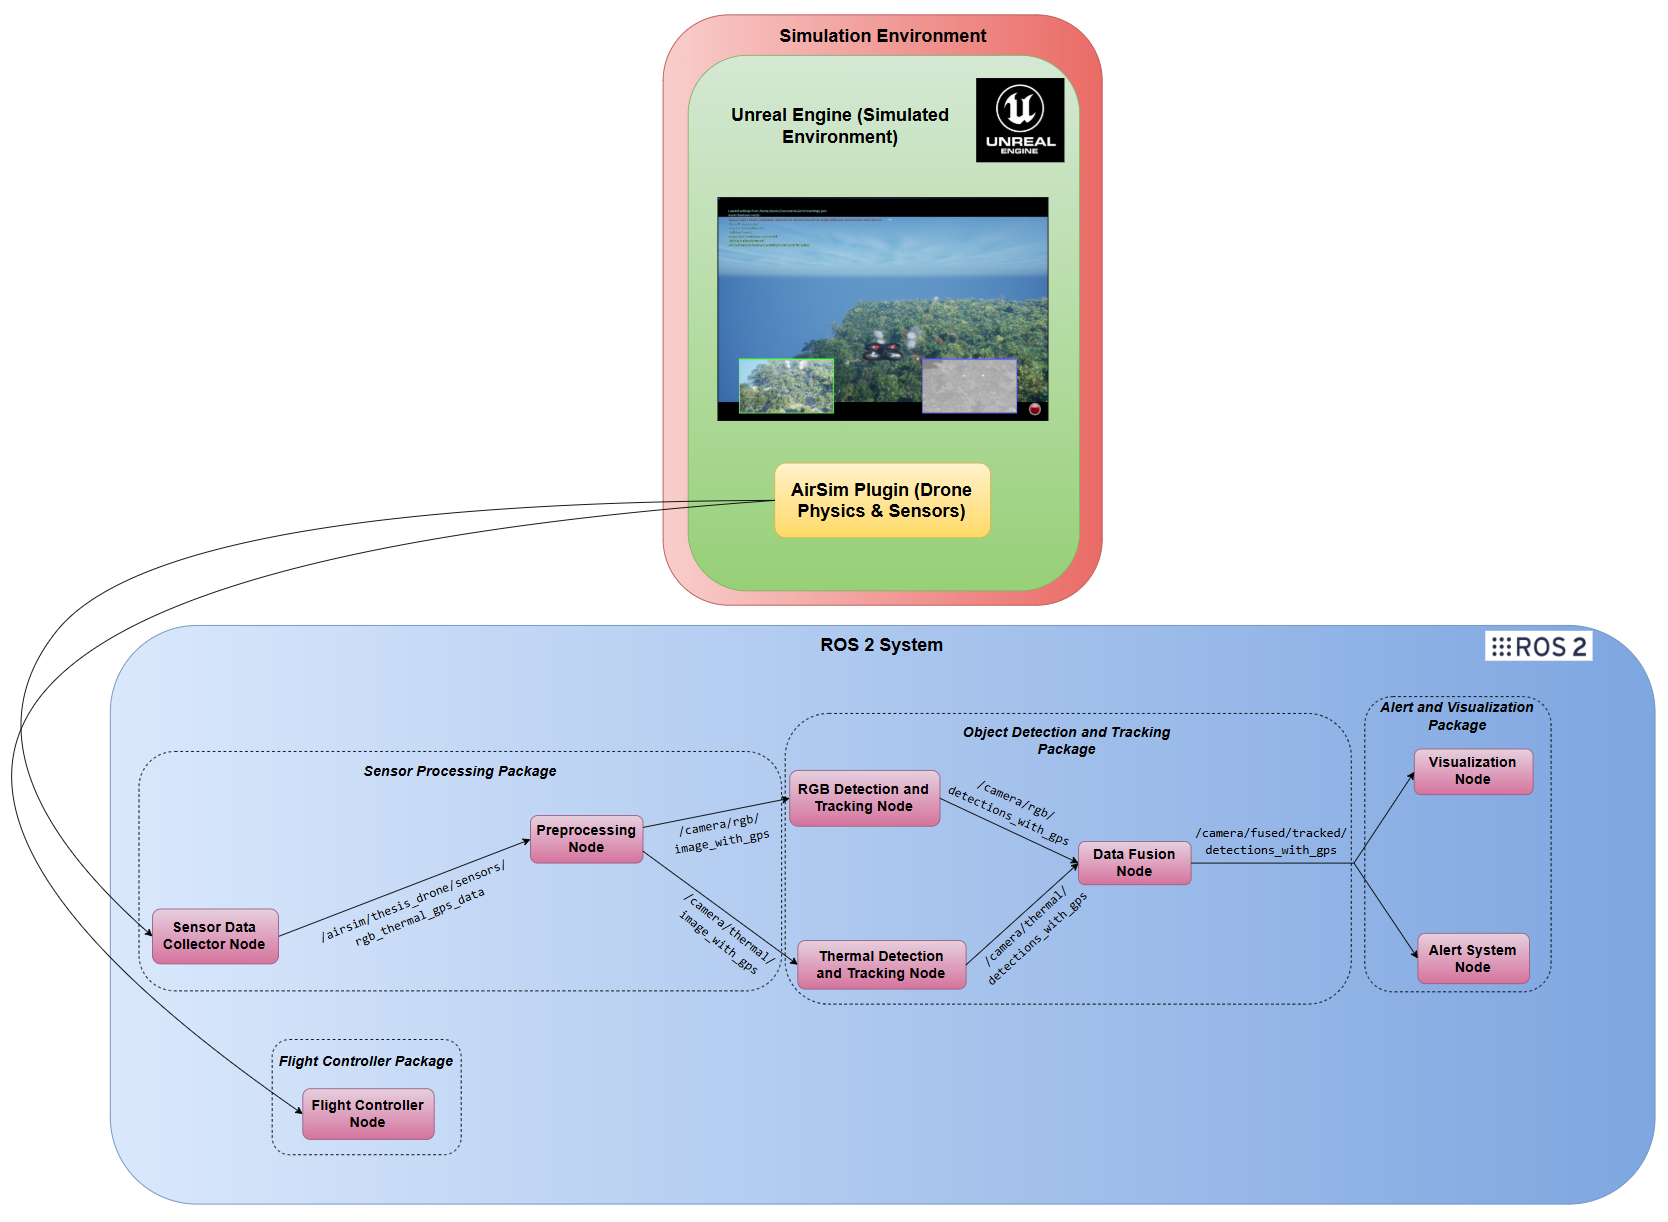 Simulation Environment
Unreal Engine (Simulated
Environment)
UNREAL
ENGINE
AirSim Plugin (Drone
Physics & Sensors)
ROS 2 System
ROS 2
Sensor Processing Package
Sensor Data
Collector Node
/airsim/thesis_drone/sensors/
rgb_thermal_gps_data
Preprocessing
Node
/camera/rgb/
image_with_gps
/camera/thermal/
image_with_gps
Object Detection and Tracking
Package
RGB Detection and
Tracking Node
/camera/rgb/
detections_with_gps
Thermal Detection
and Tracking Node
/camera/thermal/
detections_with_gps
Data Fusion
Node
/camera/fused/tracked/
detections_with_gps
Alert and Visualization
Package
Visualization
Node
Alert System
Node
Flight Controller Package
Flight Controller
Node